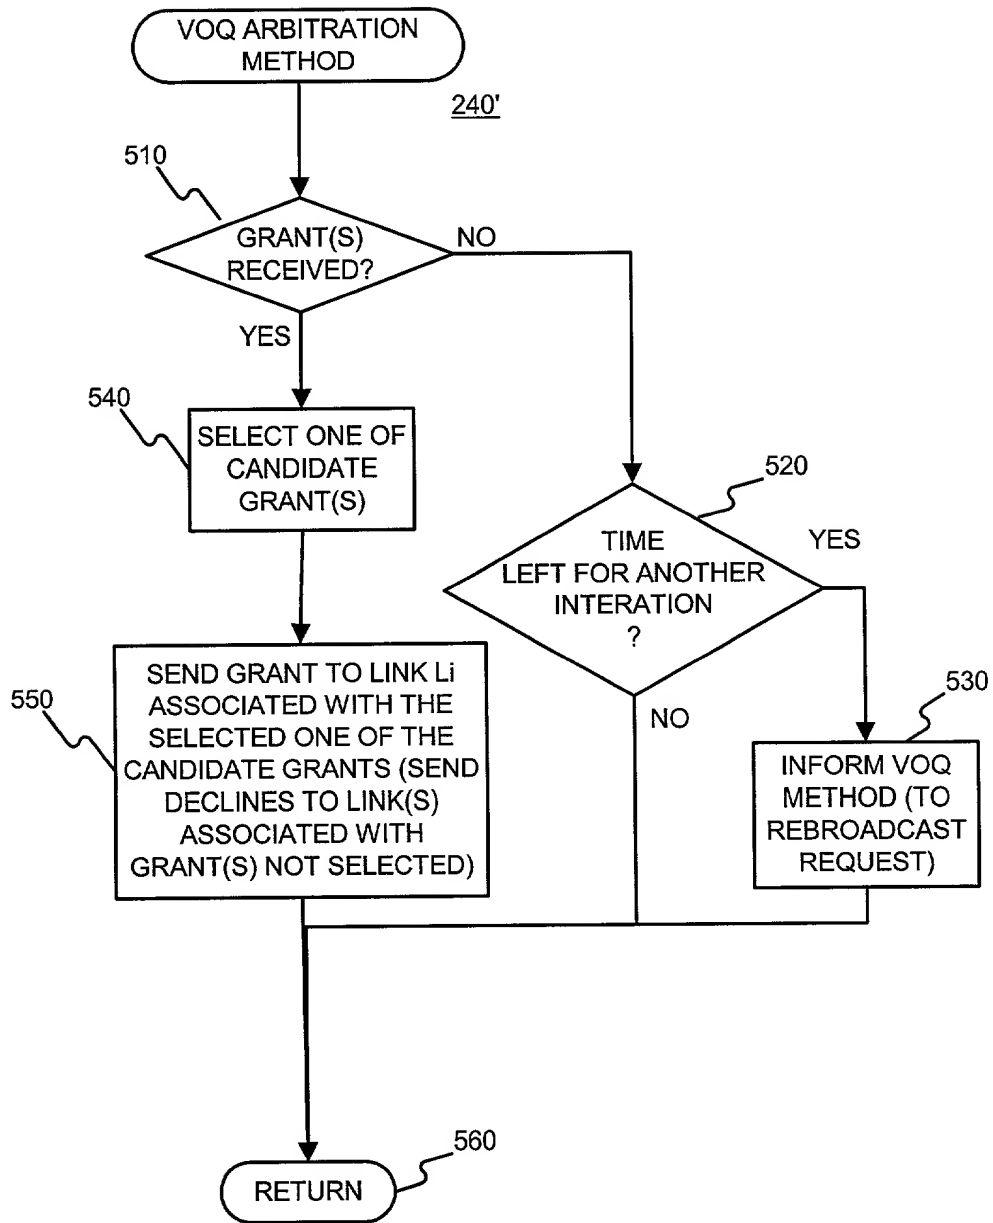 VOQ ARBITRATION
METHOD
240'
510
GRANT(S)
RECEIVED?
NO
YES
540
SELECT ONE OF
CANDIDATE
GRANT(S)
520
TIME
LEFT FOR ANOTHER
INTERATION
?
YES
NO
550
SEND GRANT TO LINK Li
ASSOCIATED WITH THE
SELECTED ONE OF THE
CANDIDATE GRANTS (SEND
DECLINES TO LINK(S)
ASSOCIATED WITH
GRANT(S) NOT SELECTED)
530
INFORM VOQ
METHOD (TO
REBROADCAST
REQUEST)
560
RETURN